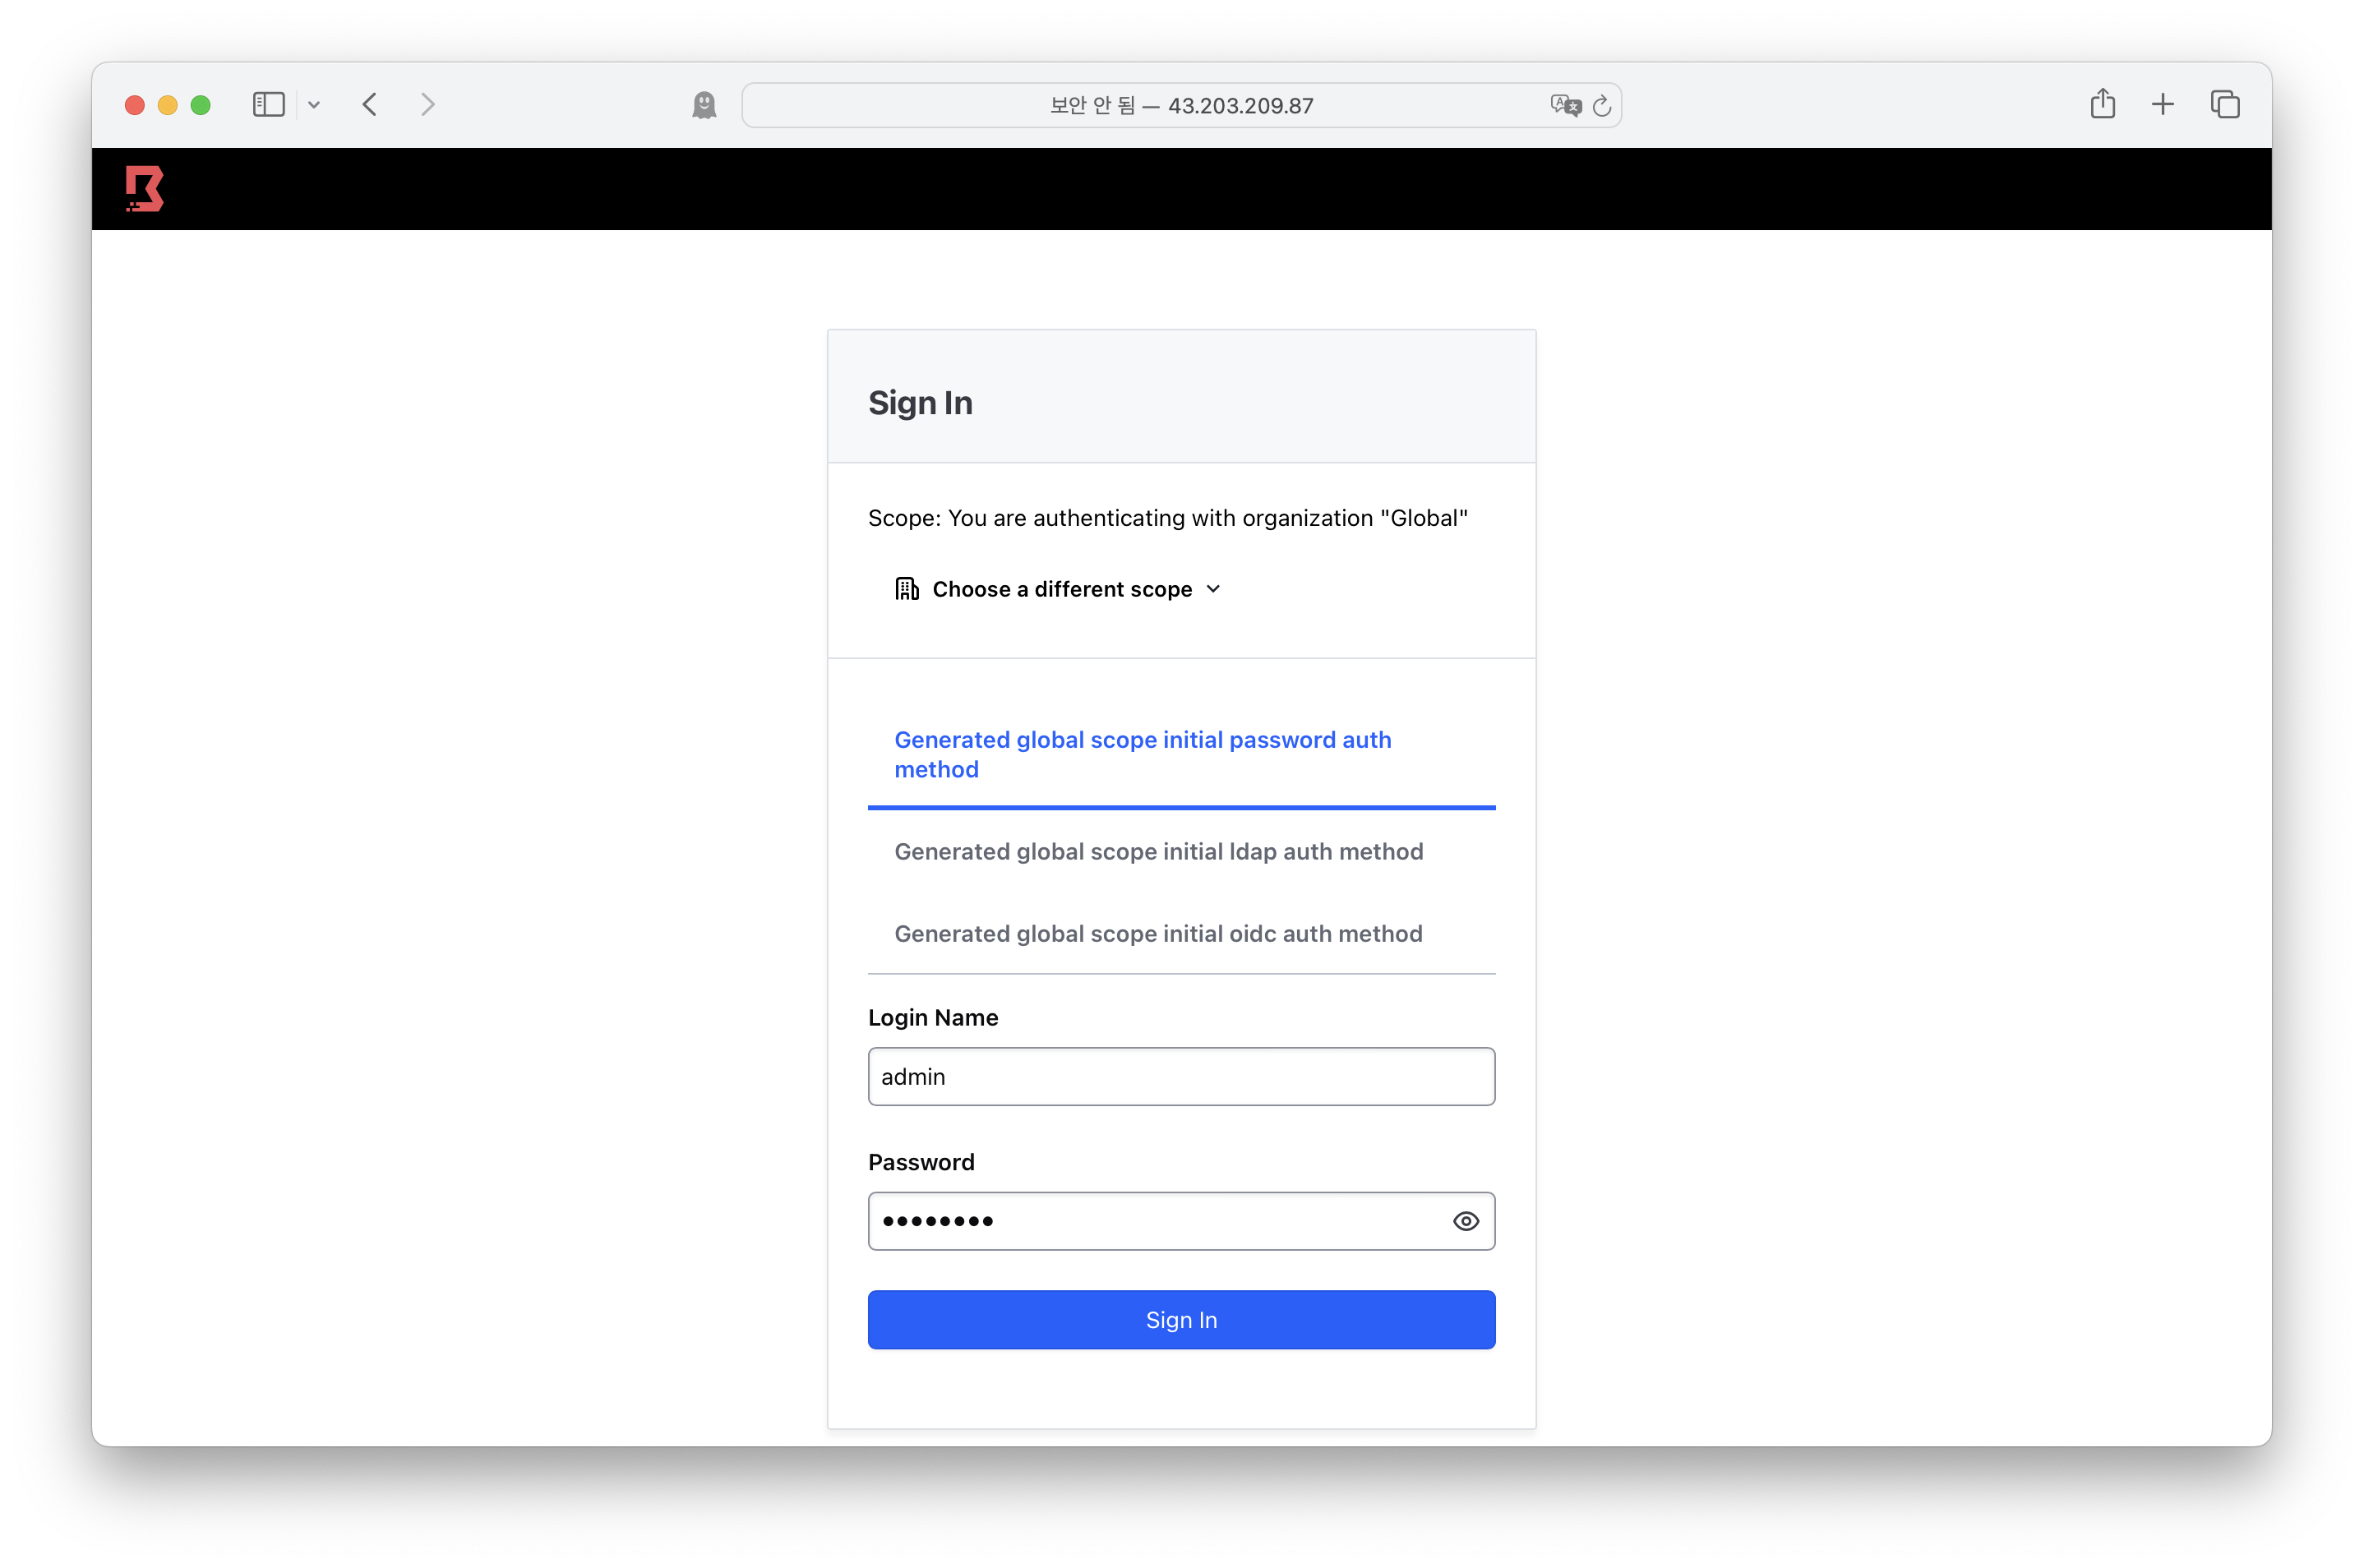 보안 안 됨 — 43.203.209.87
Sign In
Scope: You are authenticating with organization "Global"
Choose a different scope
Generated global scope initial password auth
method
Generated global scope initial ldap auth method
Generated global scope initial oidc auth method
Login Name
admin
Password
Sign In